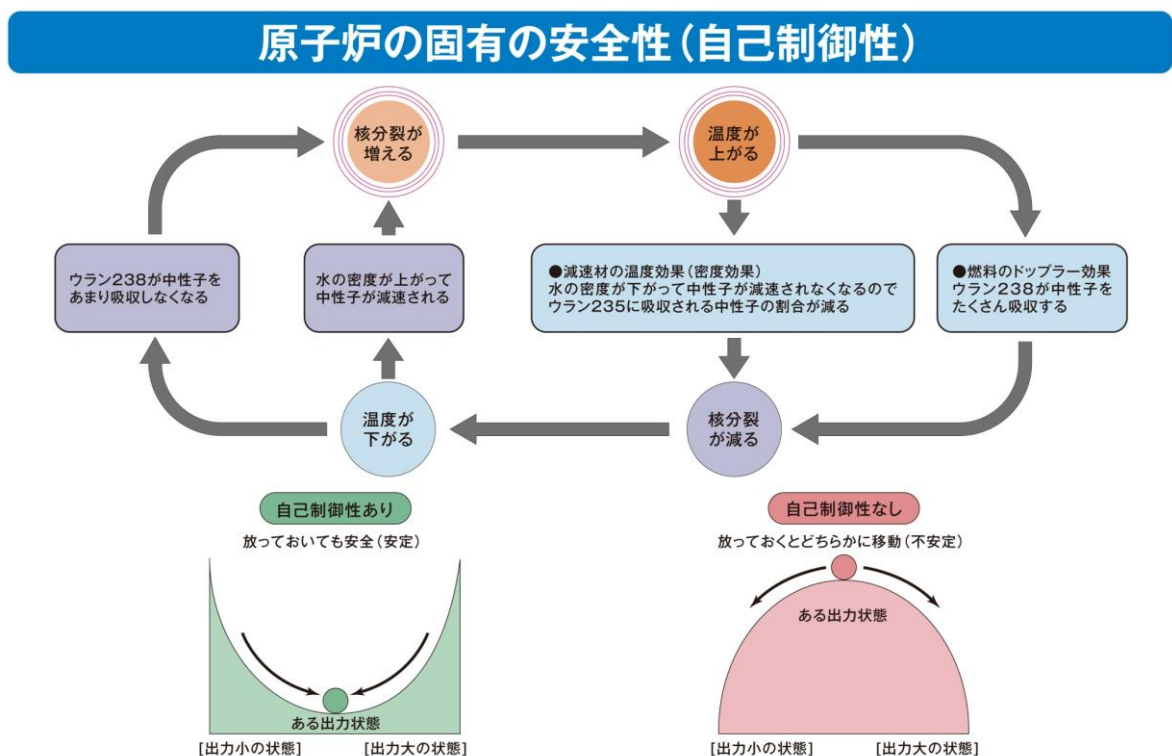 原子炉の固有の安全性(自己制御性)
核分裂が
増える
温度が
上がる
ウラン238が中性子を
あまり吸収しなくなる
水の密度が上がって
中性子が減速される
●減速材の温度効果(密度効果)
水の密度が下がって中性子が減速されなくなるので
ウラン235に吸収される中性子の割合が減る
●燃料のドップラー効果
ウラン238が中性子を
たくさん吸収する
温度が
下がる
核分裂
が減る
自己制御性あり
放っておいても安全(安定)
ある出力状態
[出力小の状態]
[出力大の状態]
自己制御性なし
放っておくとどちらかに移動(不安定)
ある出力状態
[出力小の状態]
[出力大の状態]